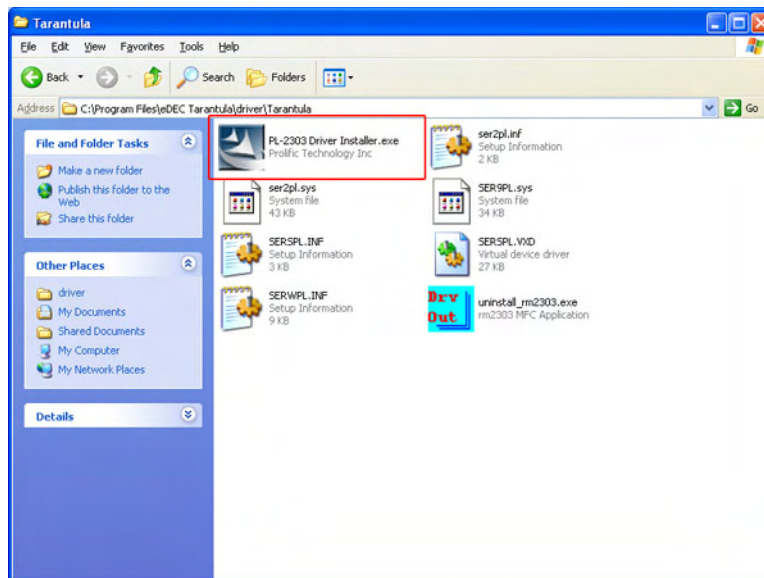 Tarantula
File Edit View Favorites Tools Help
Back Search Folders
Address C:\Program Files\eDEC Tarantula\driver\Tarantula Go
File and Folder Tasks
Make a new folder
Publish this folder to the
Web
Share this folder
Other Places
driver
My Documents
Shared Documents
My Computer
My Network Places
Details
PL-2303 Driver Installer.exe
Prolific Technology Inc
ser2pl.inf
Setup Information
2 KB
ser2pl.sys
System file
43 KB
SER9PL.sys
System file
34 KB
SERSPL.INF
Setup Information
3 KB
SERSPL.VXD
Virtual device driver
27 KB
SERWPL.INF
Setup Information
9 KB
Drv
Out
uninstall_rm2303.exe
rm2303 MFC Application